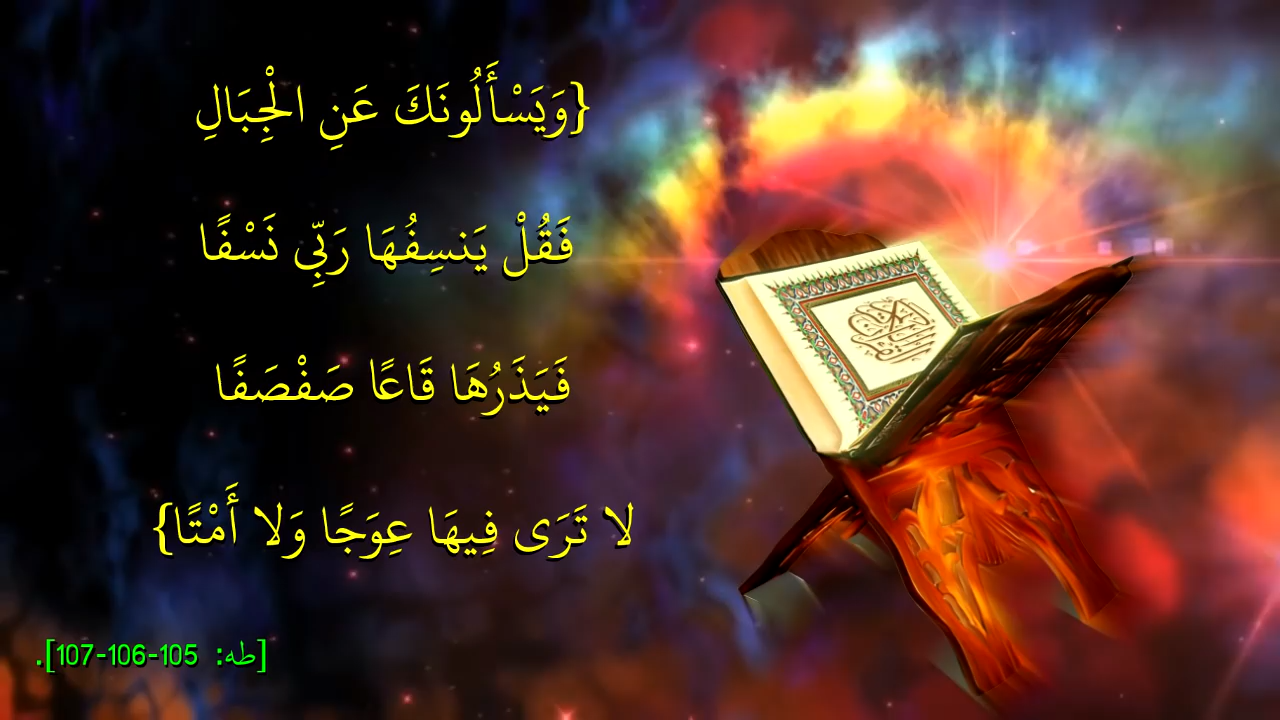 {وَيَسْأَلُونَكَ عَنِ الْجِبَالِ
فَقُلْ يَنسِفُهَا رَبِّي نَسْفًا
فَيَذَرُهَا قَاعًا صَفْصَفًا
لا تَرَى فِيهَا عِوَجًا وَلا أَمْتًا}
[طه: 105-106-107].